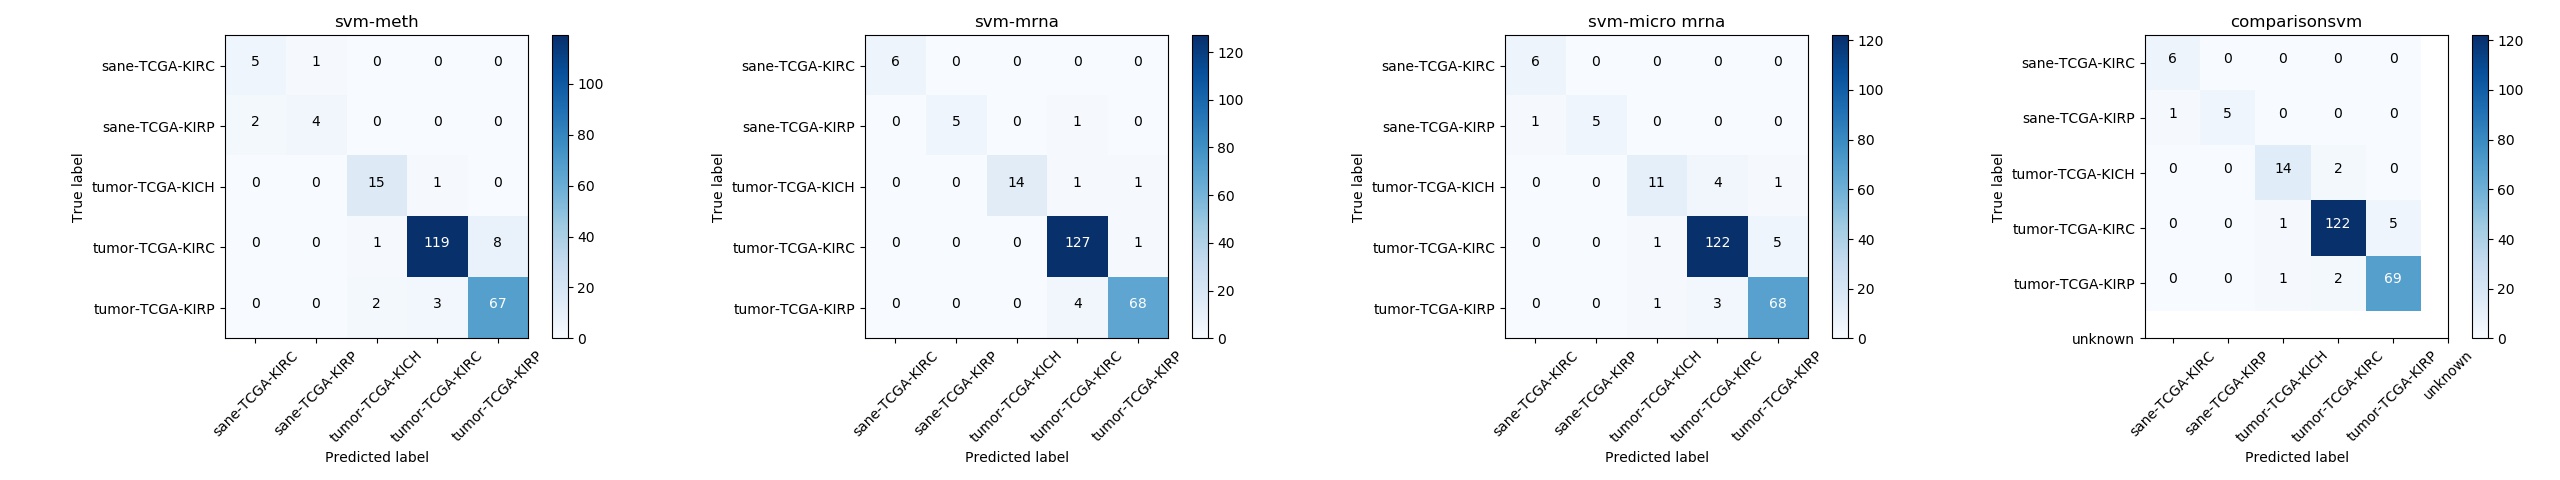 svm-meth
True label
sane-TCGA-KIRC 5 1 0 0 0
sane-TCGA-KIRP 2 4 0 0 0
tumor-TCGA-KICH 0 0 15 1 0
tumor-TCGA-KIRC 0 0 1 119 8
tumor-TCGA-KIRP 0 0 2 3 67
sane-TCGA-KIRC sane-TCGA-KIRP tumor-TCGA-KICH tumor-TCGA-KIRC tumor-TCGA-KIRP
Predicted label
100
80
60
40
20
0
svm-mrna
True label
sane-TCGA-KIRC 6 0 0 0 0
sane-TCGA-KIRP 0 5 0 1 0
tumor-TCGA-KICH 0 0 14 1 1
tumor-TCGA-KIRC 0 0 0 127 1
tumor-TCGA-KIRP 0 0 0 4 68
sane-TCGA-KIRC sane-TCGA-KIRP tumor-TCGA-KICH tumor-TCGA-KIRC tumor-TCGA-KIRP
Predicted label
120
100
80
60
40
20
0
svm-micro mrna
True label
sane-TCGA-KIRC 6 0 0 0 0
sane-TCGA-KIRP 1 5 0 0 0
tumor-TCGA-KICH 0 0 11 4 1
tumor-TCGA-KIRC 0 0 1 122 5
tumor-TCGA-KIRP 0 0 1 3 68
sane-TCGA-KIRC sane-TCGA-KIRP tumor-TCGA-KICH tumor-TCGA-KIRC tumor-TCGA-KIRP
Predicted label
120
100
80
60
40
20
0
comparisonsvm
True label
sane-TCGA-KIRC 6 0 0 0 0
sane-TCGA-KIRP 1 5 0 0 0
tumor-TCGA-KICH 0 0 14 2 0
tumor-TCGA-KIRC 0 0 1 122 5
tumor-TCGA-KIRP 0 0 1 2 69
unknown
sane-TCGA-KIRC sane-TCGA-KIRP tumor-TCGA-KICH tumor-TCGA-KIRC tumor-TCGA-KIRP unknown
Predicted label
120
100
80
60
40
20
0